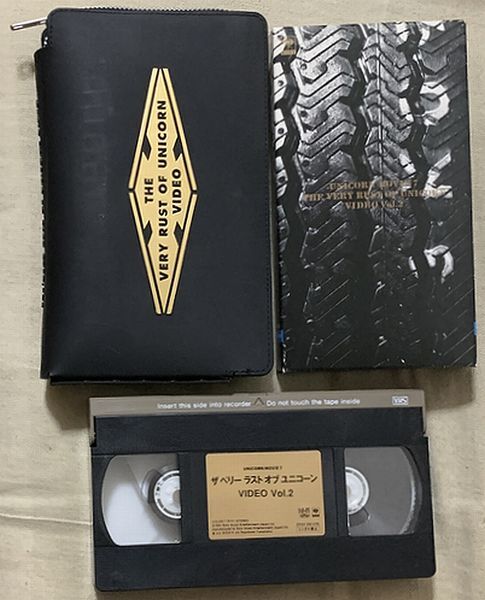 THE
VERY RUST OF UNICORN
VIDEO
UNICORN MOVIE 7
THE VERY RUST OF UNICORN
VIDEO Vol.2
Insert this side into recorder
Do not touch the tape inside
VHS
UNICORN MOVIE 7
ザ ベリー ラスト オブ ユニコーン
VIDEO Vol.2